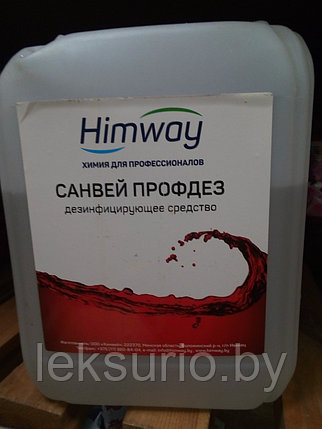 Himway
ХИМИЯ ДЛЯ ПРОФЕССИОНАЛОВ
САНВЕЙ ПРОФДЕЗ
дезинфицирующее средство
leksurio.by